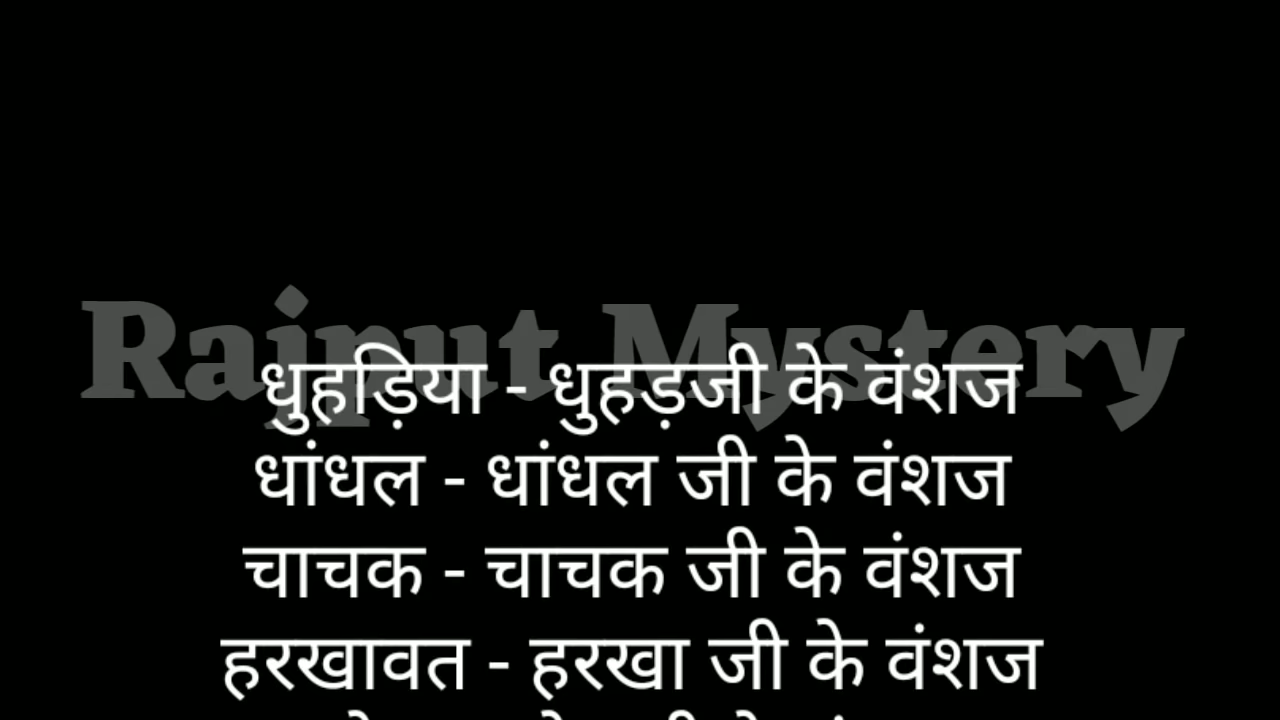 Rajput Mystery
धुहड़िया - धुहड़जी के वंशज
धांधल - धांधल जी के वंशज
चाचक - चाचक जी के वंशज
हरखावत - हरखा जी के वंशज